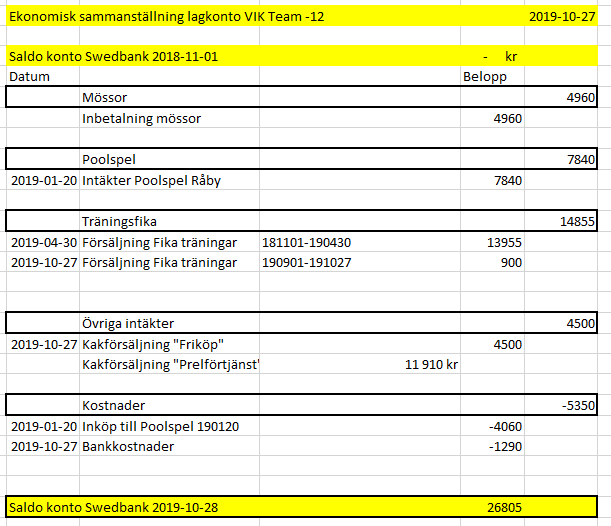 Ekonomisk sammanställning lagkonto VIK Team -12 2019-10-27
Saldo konto Swedbank 2018-11-01 - kr
Datum Belopp
Mössor 4960
Inbetalning mössor 4960
Poolspel 7840
2019-01-20 Intäkter Poolspel Råby 7840
Träningsfika 14855
2019-04-30 Försäljning Fika träningar 181101-190430 13955
2019-10-27 Försäljning Fika träningar 190901-191027 900
Övriga intäkter 4500
2019-10-27 Kakförsäljning "Friköp" 4500
Kakförsäljning "Prelförtjänst" 11 910 kr
Kostnader -5350
2019-01-20 Inköp till Poolspel 190120 -4060
2019-10-27 Bankkostnader -1290
Saldo konto Swedbank 2019-10-28 26805